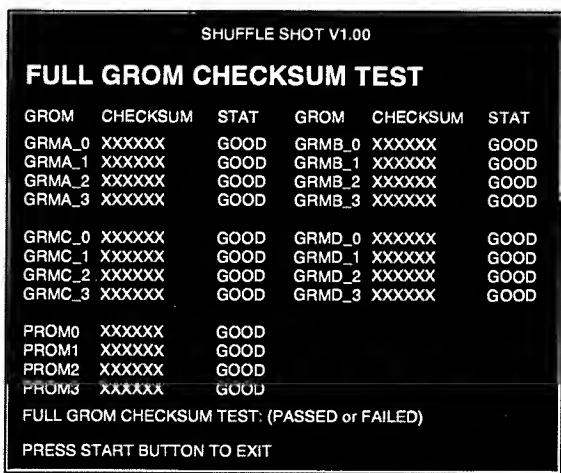 SHUFFLE SHOT V1.00
FULL GROM CHECKSUM TEST
GROM CHECKSUM STAT GROM CHECKSUM STAT
GRMA_0 XXXXXX GOOD GRMB_0 XXXXXX GOOD
GRMA_1 XXXXXX GOOD GRMB_1 XXXXXX GOOD
GRMA_2 XXXXXX GOOD GRMB_2 XXXXXX GOOD
GRMA_3 XXXXXX GOOD GRMB_3 XXXXXX GOOD
GRMC_0 XXXXXX GOOD GRMD_0 XXXXXX GOOD
GRMC_1 XXXXXX GOOD GRMD_1 XXXXXX GOOD
GRMC_2 XXXXXX GOOD GRMD_2 XXXXXX GOOD
GRMC_3 XXXXXX GOOD GRMD_3 XXXXXX GOOD
PROM0 XXXXXX GOOD
PROM1 XXXXXX GOOD
PROM2 XXXXXX GOOD
PROM3 XXXXXX GOOD
FULL GROM CHECKSUM TEST: (PASSED or FAILED)
PRESS START BUTTON TO EXIT